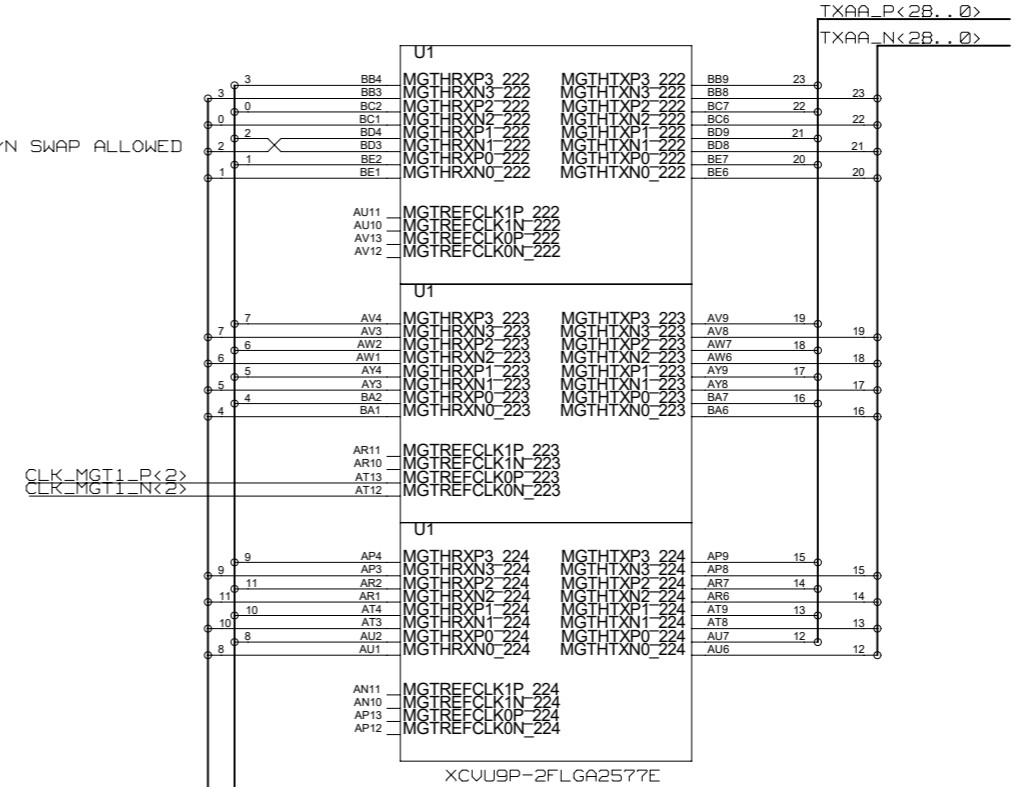 TXAA_P<28..0>
TXAA_N<28..0>
U1
3 BB4 MGTHRXP3_222 MGTHTXP3_222 BB9 23
3 BB3 MGTHRXN3_222 MGTHTXN3_222 BB8 23
0 BC2 MGTHRXP2_222 MGTHTXP2_222 BC7 22
0 BC1 MGTHRXN2_222 MGTHTXN2_222 BC6 22
2 BD4 MGTHRXP1_222 MGTHTXP1_222 BD9 21
N SWAP ALLOWED 2 BD3 MGTHRXN1_222 MGTHTXN1_222 BD8 21
1 BE2 MGTHRXP0_222 MGTHTXP0_222 BE7 20
1 BE1 MGTHRXN0_222 MGTHTXN0_222 BE6 20
AU11 MGTREFCLK1P_222
AU10 MGTREFCLK1N_222
AV13 MGTREFCLK0P_222
AV12 MGTREFCLK0N_222
U1
7 AV4 MGTHRXP3_223 MGTHTXP3_223 AV9 19
7 AV3 MGTHRXN3_223 MGTHTXN3_223 AV8 19
6 AW2 MGTHRXP2_223 MGTHTXP2_223 AW7 18
6 AW1 MGTHRXN2_223 MGTHTXN2_223 AW6 18
5 AY4 MGTHRXP1_223 MGTHTXP1_223 AY9 17
5 AY3 MGTHRXN1_223 MGTHTXN1_223 AY8 17
4 BA2 MGTHRXP0_223 MGTHTXP0_223 BA7 16
4 BA1 MGTHRXN0_223 MGTHTXN0_223 BA6 16
AR11 MGTREFCLK1P_223
AR10 MGTREFCLK1N_223
CLK_MGT1_P<2> AT13 MGTREFCLK0P_223
CLK_MGT1_N<2> AT12 MGTREFCLK0N_223
U1
9 AP4 MGTHRXP3_224 MGTHTXP3_224 AP9 15
9 AP3 MGTHRXN3_224 MGTHTXN3_224 AP8 15
11 AR2 MGTHRXP2_224 MGTHTXP2_224 AR7 14
11 AR1 MGTHRXN2_224 MGTHTXN2_224 AR6 14
10 AT4 MGTHRXP1_224 MGTHTXP1_224 AT9 13
10 AT3 MGTHRXN1_224 MGTHTXN1_224 AT8 13
8 AU2 MGTHRXP0_224 MGTHTXP0_224 AU7 12
8 AU1 MGTHRXN0_224 MGTHTXN0_224 AU6 12
AN11 MGTREFCLK1P_224
AN10 MGTREFCLK1N_224
AP13 MGTREFCLK0P_224
AP12 MGTREFCLK0N_224
XCVU9P-2FLGA2577E